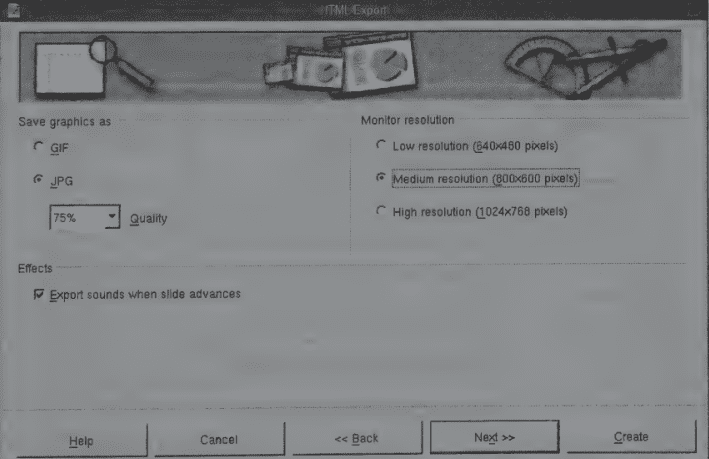 HTML Export
Save graphics as
GIF
JPG
75% Quality
Monitor resolution
Low resolution (640x480 pixels)
Medium resolution (800x600 pixels)
High resolution (1024x768 pixels)
Effects
Export sounds when slide advances
Help Cancel << Back Next >> Create